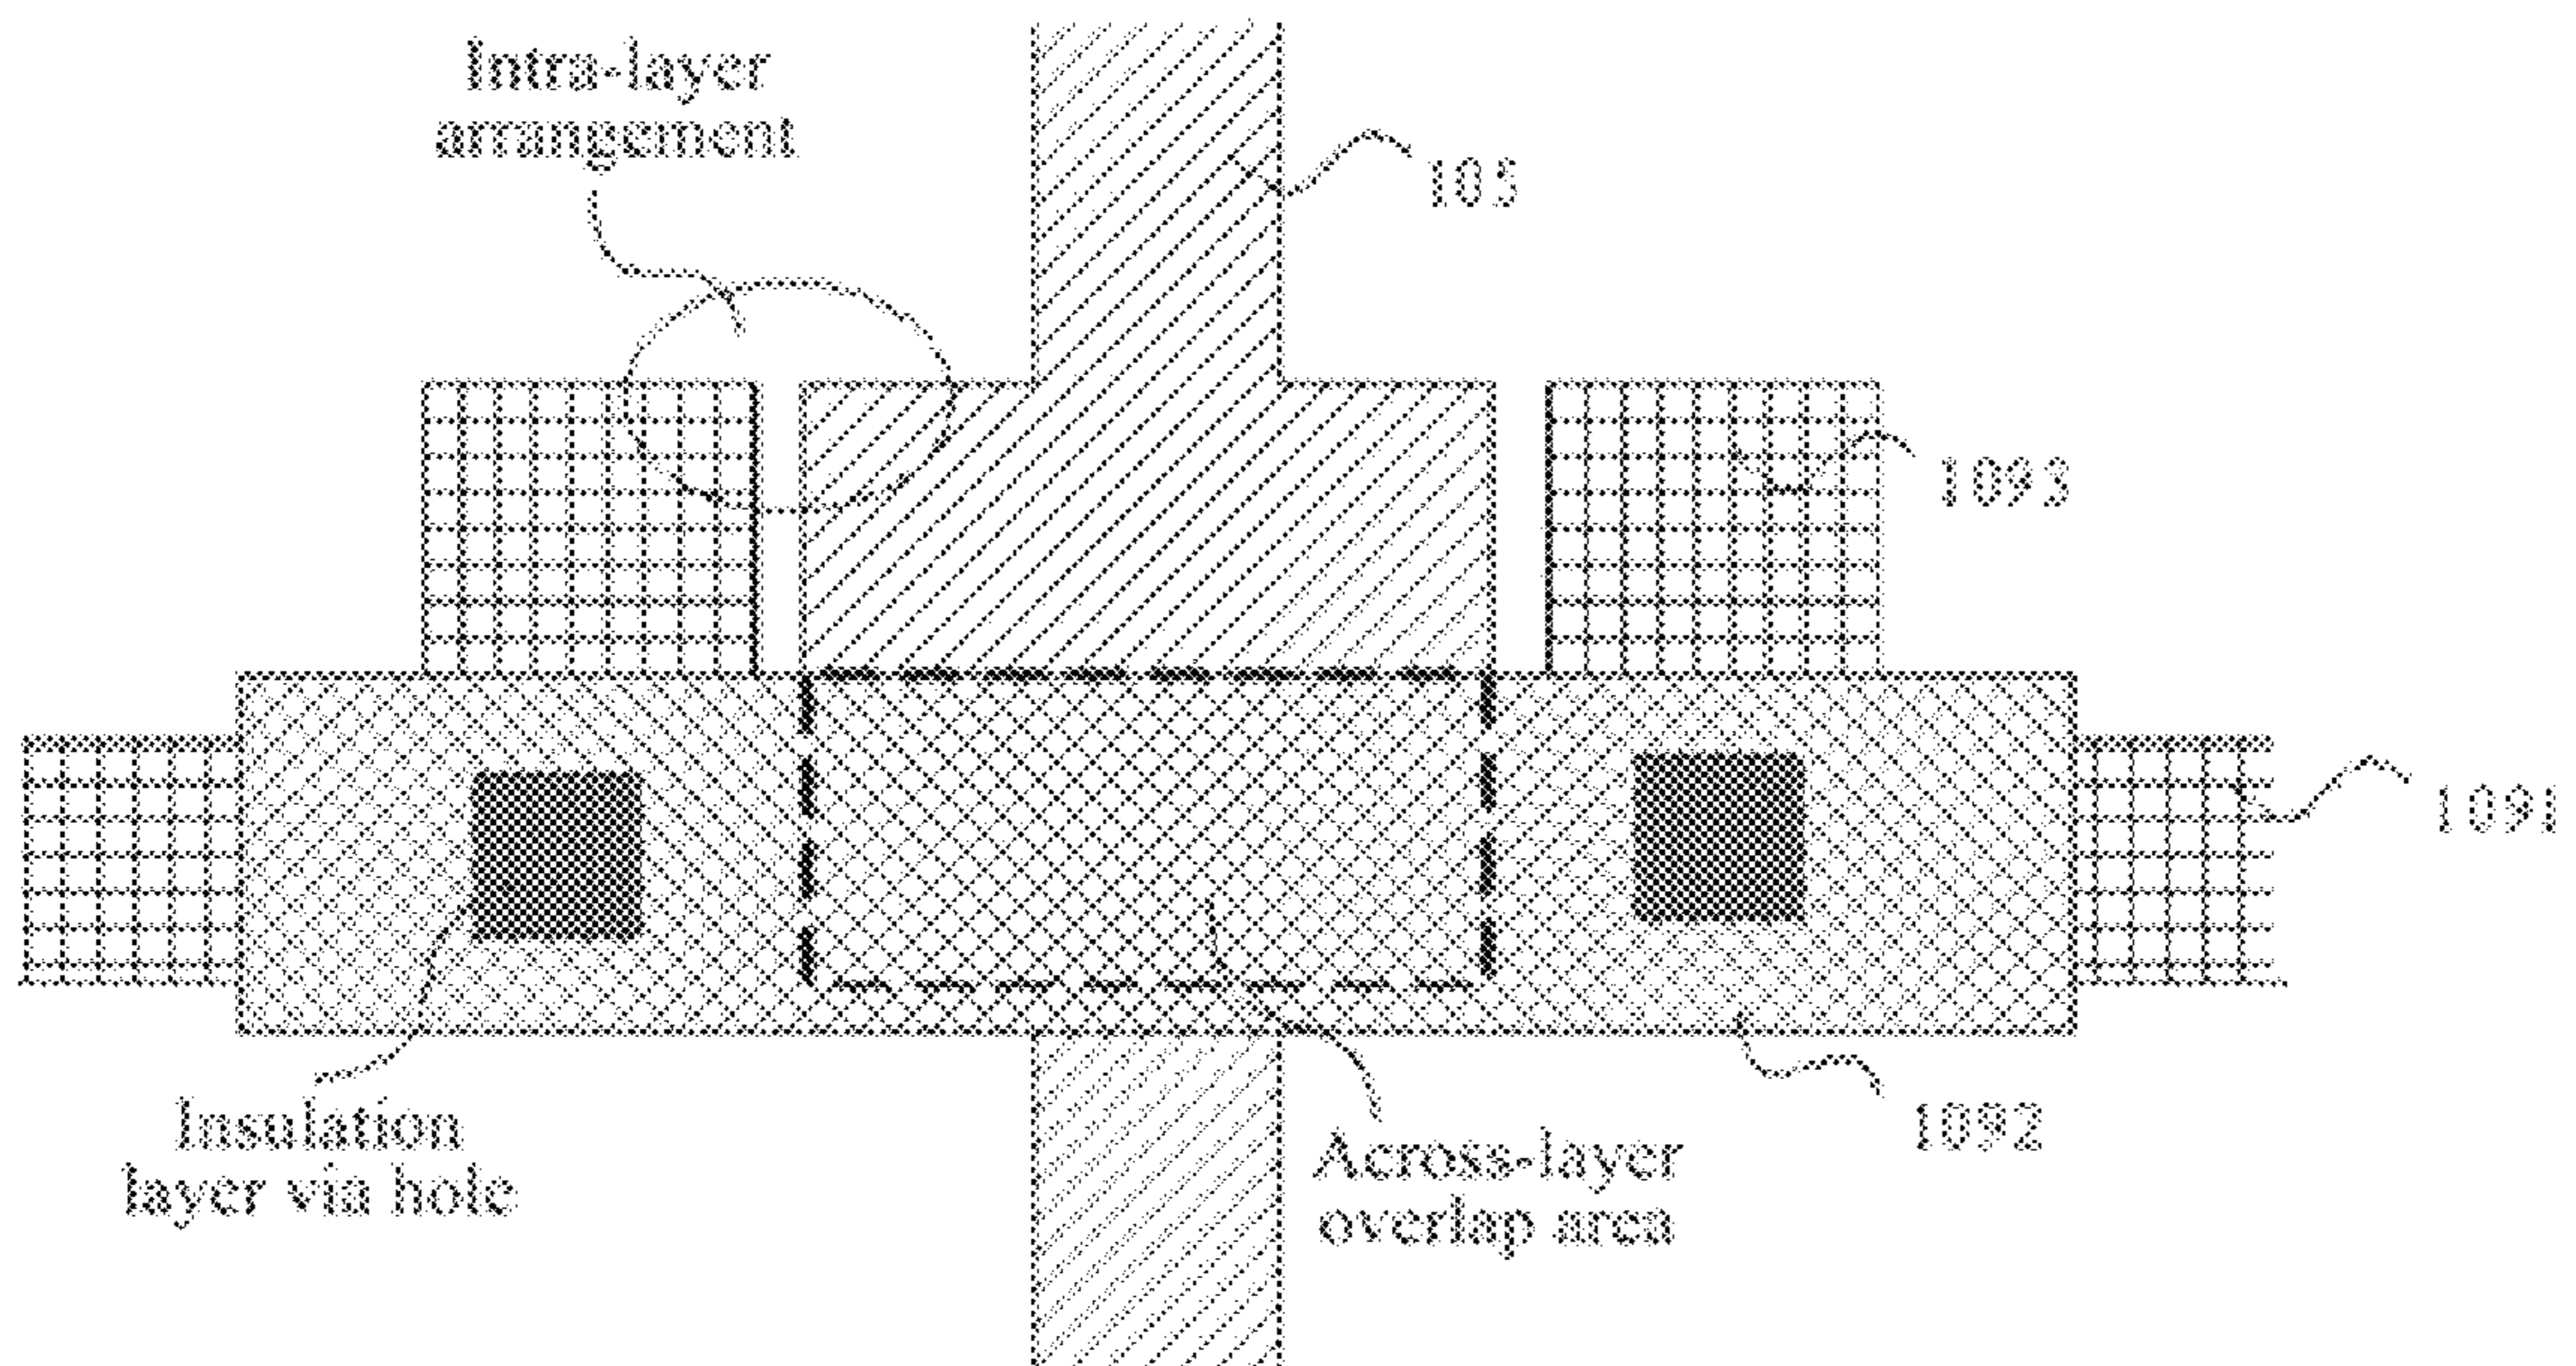 Intra-layer
arrangement
105
1093
1091
Insulation
layer via hole
1092
Across-layer
overlap area